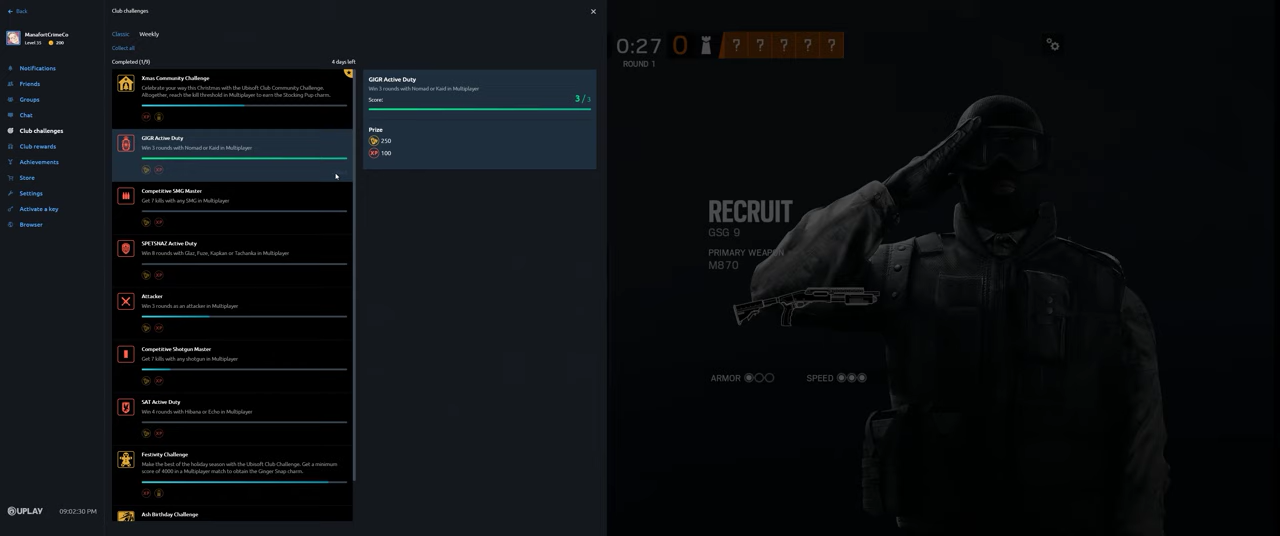 Back
ManafortCrimeCo
Level 35 200
Notifications
Friends
Groups
Chat
Club challenges
Club rewards
Achievements
Store
Settings
Activate a key
Browser
UPLAY 09:02:30 PM
Club challenges
Classic Weekly
Collect all
Completed (1/9) 4 days left
Xmas Community Challenge
Celebrate your way this Christmas with the Ubisoft Club Community Challenge.
Altogether, reach the kill threshold in Multiplayer to earn the Stocking Pup charm.
XP
GIGR Active Duty
Win 3 rounds with Nomad or Kaid in Multiplayer
XP
Competitive SMG Master
Get 7 kills with any SMG in Multiplayer
XP
SPETSNAZ Active Duty
Win 8 rounds with Glaz, Fuze, Kapkan or Tachanka in Multiplayer
XP
Attacker
Win 3 rounds as an attacker in Multiplayer
XP
Competitive Shotgun Master
Get 7 kills with any shotgun in Multiplayer
XP
SAT Active Duty
Win 4 rounds with Hibana or Echo in Multiplayer
XP
Festivity Challenge
Make the best of the holiday season with the Ubisoft Club Challenge. Get a minimum
score of 4000 in a Multiplayer match to obtain the Ginger Snap charm.
XP
Ash Birthday Challenge
GIGR Active Duty
Win 3 rounds with Nomad or Kaid in Multiplayer
Score: 3 / 3
Prize
250
XP 100
0:27 0 ? ? ? ? ?
ROUND 1
RECRUIT
GSG 9
PRIMARY WEAPON
M870
ARMOR SPEED